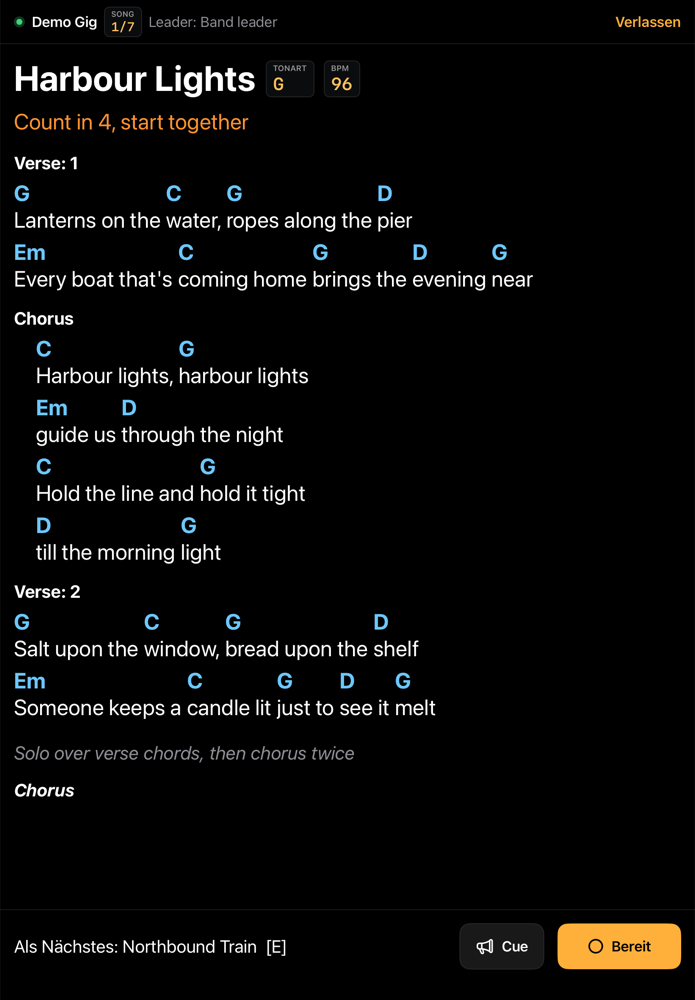 Demo Gig SONG 1/7 Leader: Band leader Verlassen
Harbour Lights TONART G BPM 96
Count in 4, start together
Verse: 1
G C G D
Lanterns on the water, ropes along the pier
Em C G D G
Every boat that's coming home brings the evening near
Chorus
C G
Harbour lights, harbour lights
Em D
guide us through the night
C G
Hold the line and hold it tight
D G
till the morning light
Verse: 2
G C G D
Salt upon the window, bread upon the shelf
Em C G D G
Someone keeps a candle lit just to see it melt
Solo over verse chords, then chorus twice
Chorus
Als Nächstes: Northbound Train [E] Cue Bereit